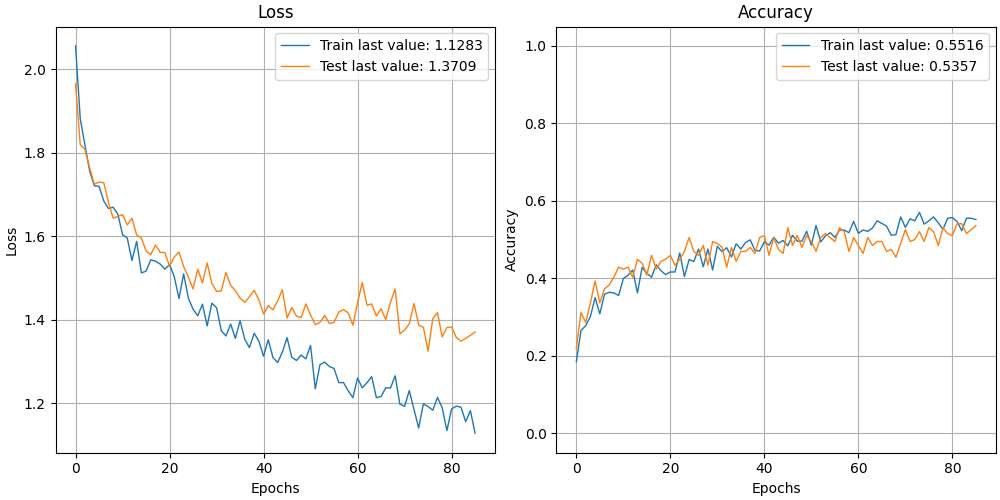 Loss
Train last value: 1.1283
Test last value: 1.3709
2.0
1.8
1.6
1.4
1.2
Loss
0
20
40
60
80
Epochs
Accuracy
Train last value: 0.5516
Test last value: 0.5357
1.0
0.8
0.6
0.4
0.2
0.0
Accuracy
0
20
40
60
80
Epochs